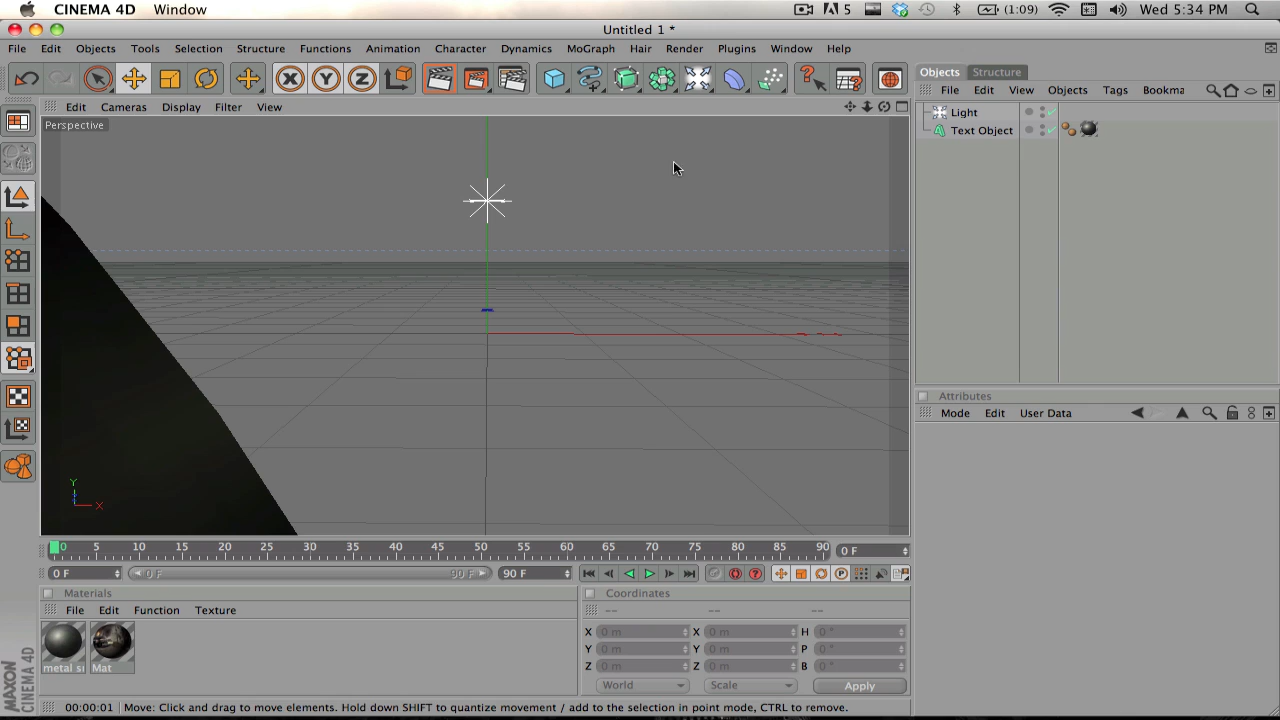 CINEMA 4D Window 5 (1:09) Wed 5:34 PM
Untitled 1 *
File Edit Objects Tools Selection Structure Functions Animation Character Dynamics MoGraph Hair Render Plugins Window Help
X Y Z
Objects Structure
File Edit View Objects Tags Bookma
Edit Cameras Display Filter View
Perspective
Light
Text Object
Attributes
Mode Edit User Data
Y
X
0 5 10 15 20 25 30 35 40 45 50 55 60 65 70 75 80 85 90 0 F
0 F 0 F 90 F 90 F
Materials
File Edit Function Texture
Mat
Coordinates
-- -- --
X 0 m X 0 m H 0 °
Y 0 m Y 0 m P 0 °
Z 0 m Z 0 m B 0 °
World Scale Apply
MAXON
CINEMA 4D
00:00:01 Move: Click and drag to move elements. Hold down SHIFT to quantize movement / add to the selection in point mode, CTRL to remove.